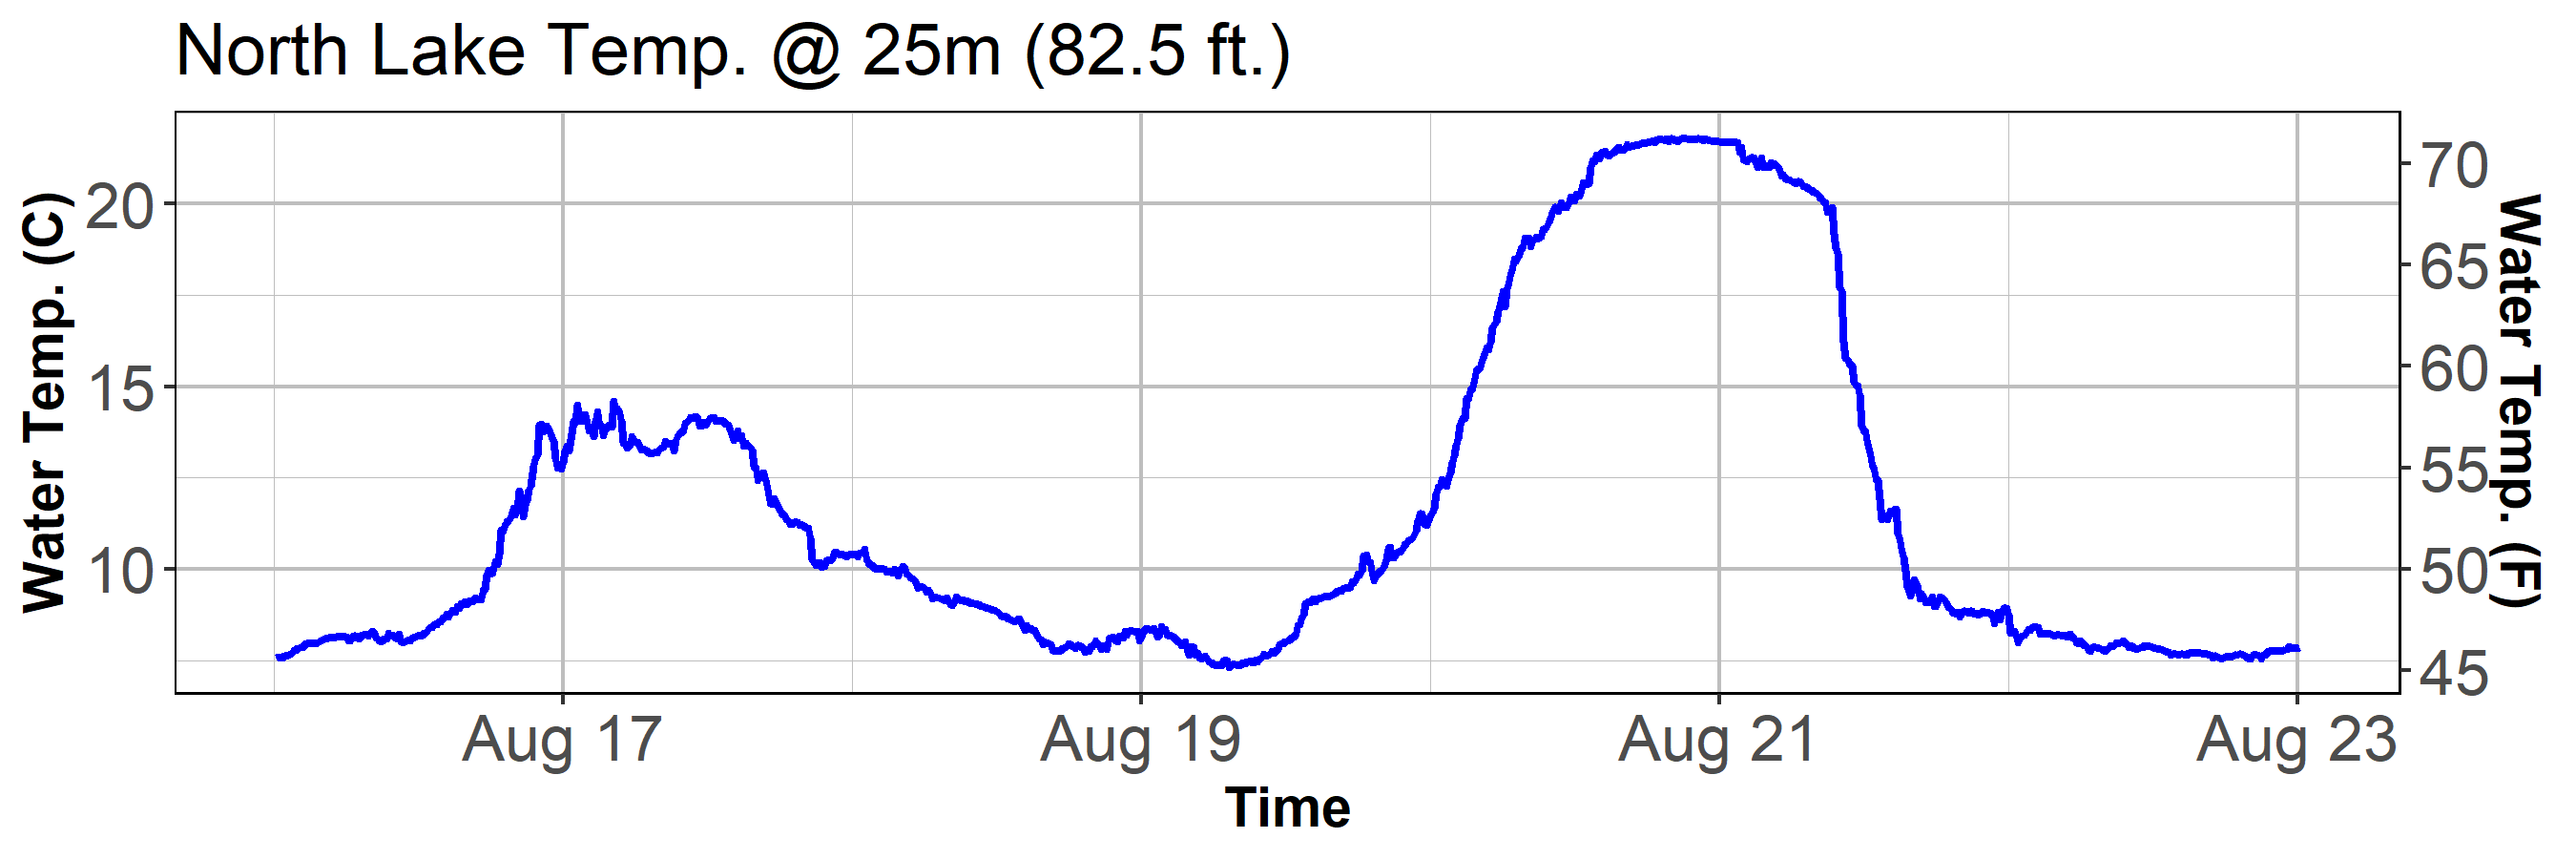 North Lake Temp. @ 25m (82.5 ft.)
Water Temp. (C)
20
15
10
70
65
60
55
50
45
Water Temp. (F)
Aug 17
Aug 19
Aug 21
Aug 23
Time